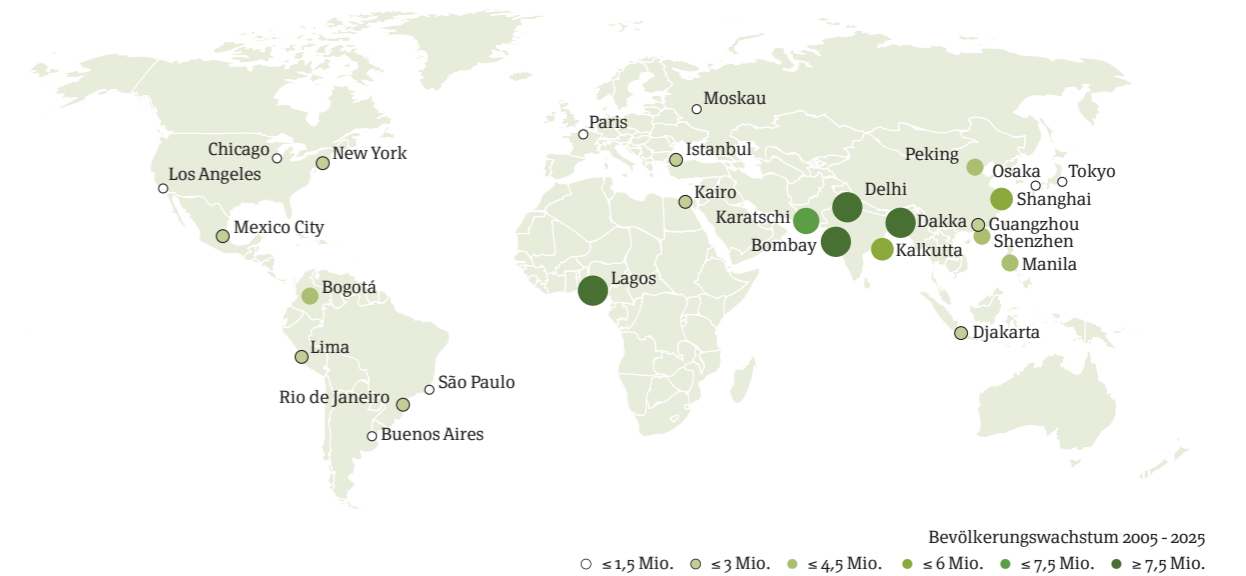 Moskau
Paris
Chicago
New York
Istanbul
Peking
Los Angeles
Osaka
Tokyo
Kairo
Delhi
Shanghai
Karatschi
Dakka
Guangzhou
Mexico City
Shenzhen
Bombay
Kalkutta
Manila
Lagos
Bogotá
Djakarta
Lima
São Paulo
Rio de Janeiro
Buenos Aires
Bevölkerungswachstum 2005 - 2025
≤ 1,5 Mio. ≤ 3 Mio. ≤ 4,5 Mio. ≤ 6 Mio. ≤ 7,5 Mio. ≥ 7,5 Mio.